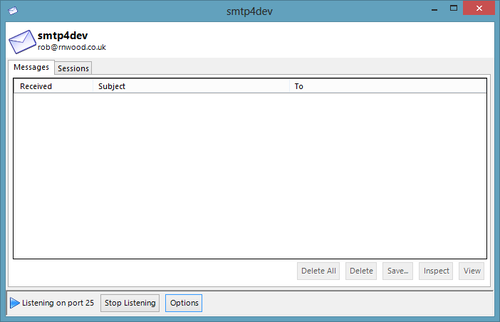 smtp4dev
smtp4dev
rob@rnwood.co.uk
Messages Sessions
Received Subject To
Delete All Delete Save... Inspect View
Listening on port 25 Stop Listening Options